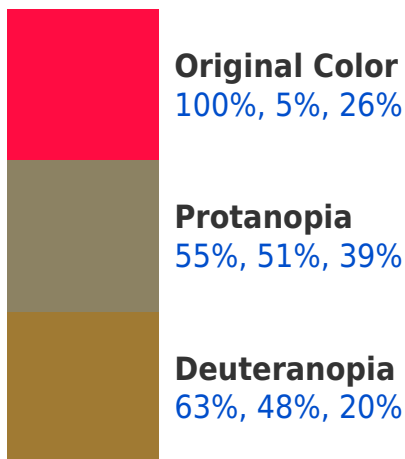 Original Color
100%, 5%, 26%
Protanopia
55%, 51%, 39%
Deuteranopia
63%, 48%, 20%